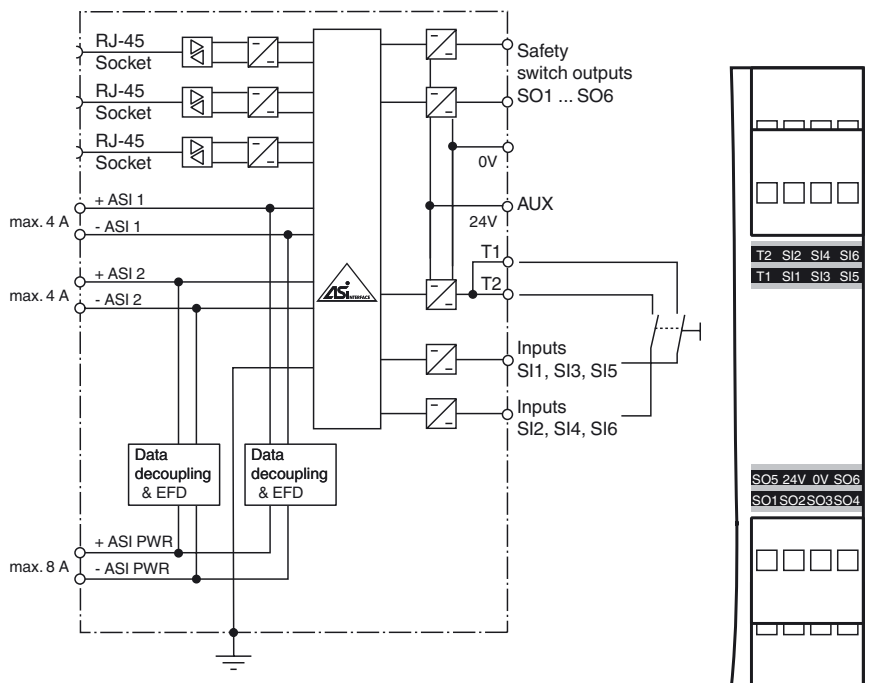 RJ-45
Socket
RJ-45
Socket
RJ-45
Socket
+ ASI 1
max. 4 A
- ASI 1
+ ASI 2
max. 4 A
- ASI 2
Data
decoupling
& EFD
Data
decoupling
& EFD
+ ASI PWR
max. 8 A
- ASI PWR
ASi INTERFACE
Safety
switch outputs
SO1 ... SO6
0V
AUX
24V
T1
T2
Inputs
SI1, SI3, SI5
Inputs
SI2, SI4, SI6
T2 SI2 SI4 SI6
T1 SI1 SI3 SI5
SO5 24V 0V SO6
SO1 SO2 SO3 SO4